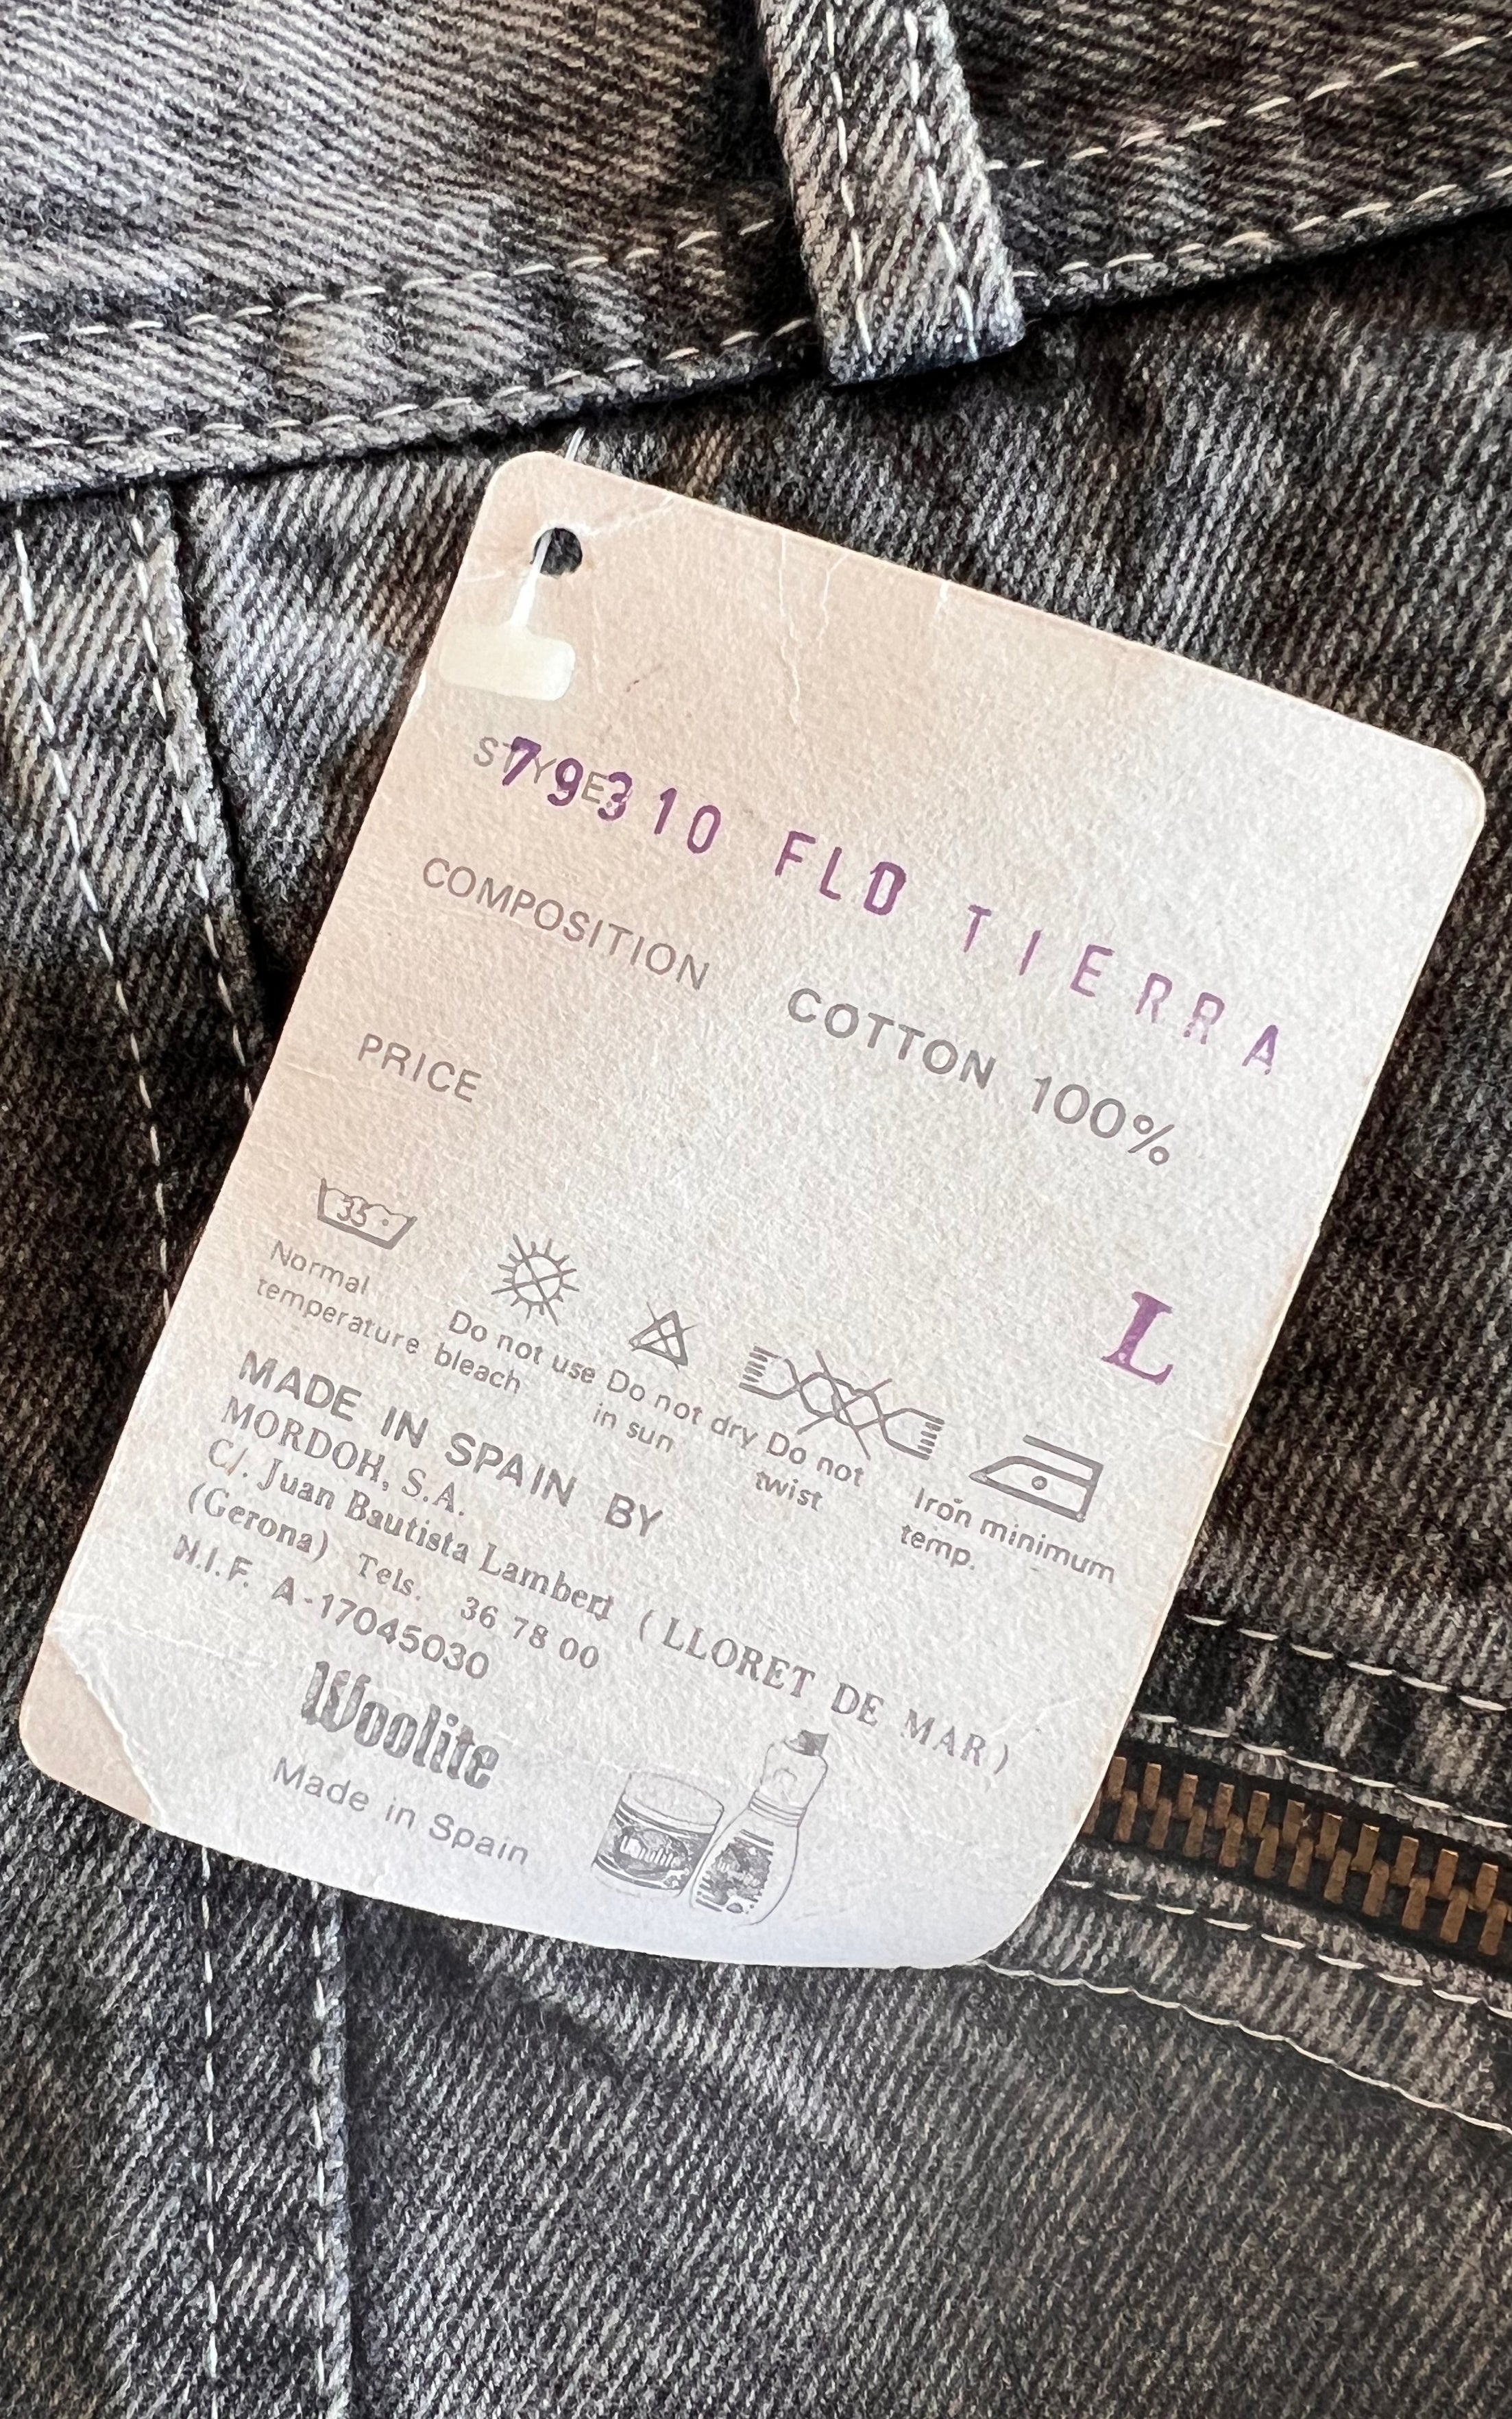 STYLE
79310 FLD TIERRA
COMPOSITION COTTON 100%
PRICE
35°
Normal temperature
Do not use bleach
Do not dry in sun
Do not twist
Iron minimum temp.
L
MADE IN SPAIN BY
MORDOH, S.A.
C/. Juan Bautista Lambert (LLORET DE MAR)
(Gerona) Tels. 36 78 00
N.I.F. A-17045030
Woolite
Made in Spain
Woolite